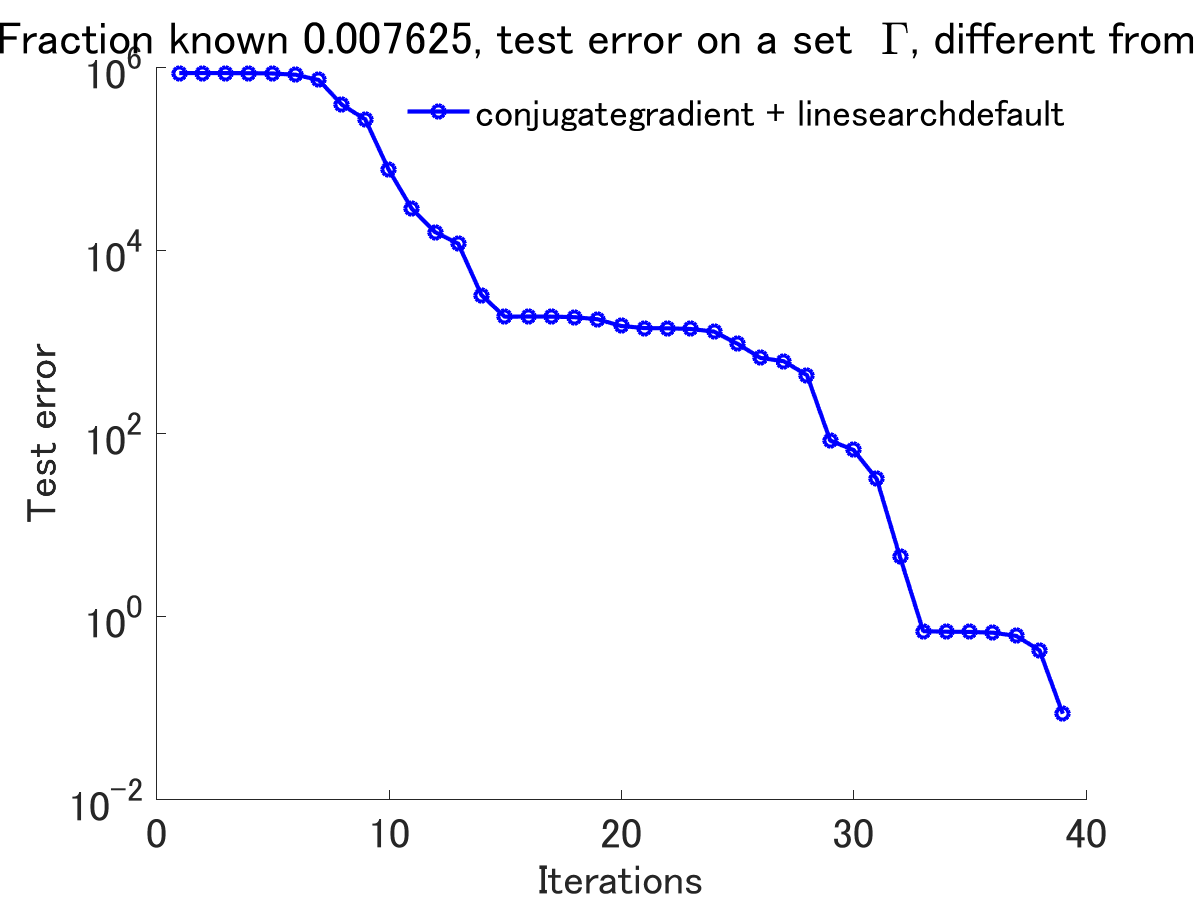 Fraction known 0.007625, test error on a set Γ, different from
10^6
conjugategradient + linesearchdefault
10^4
10^2
10^0
10^-2
Test error
0 10 20 30 40
Iterations